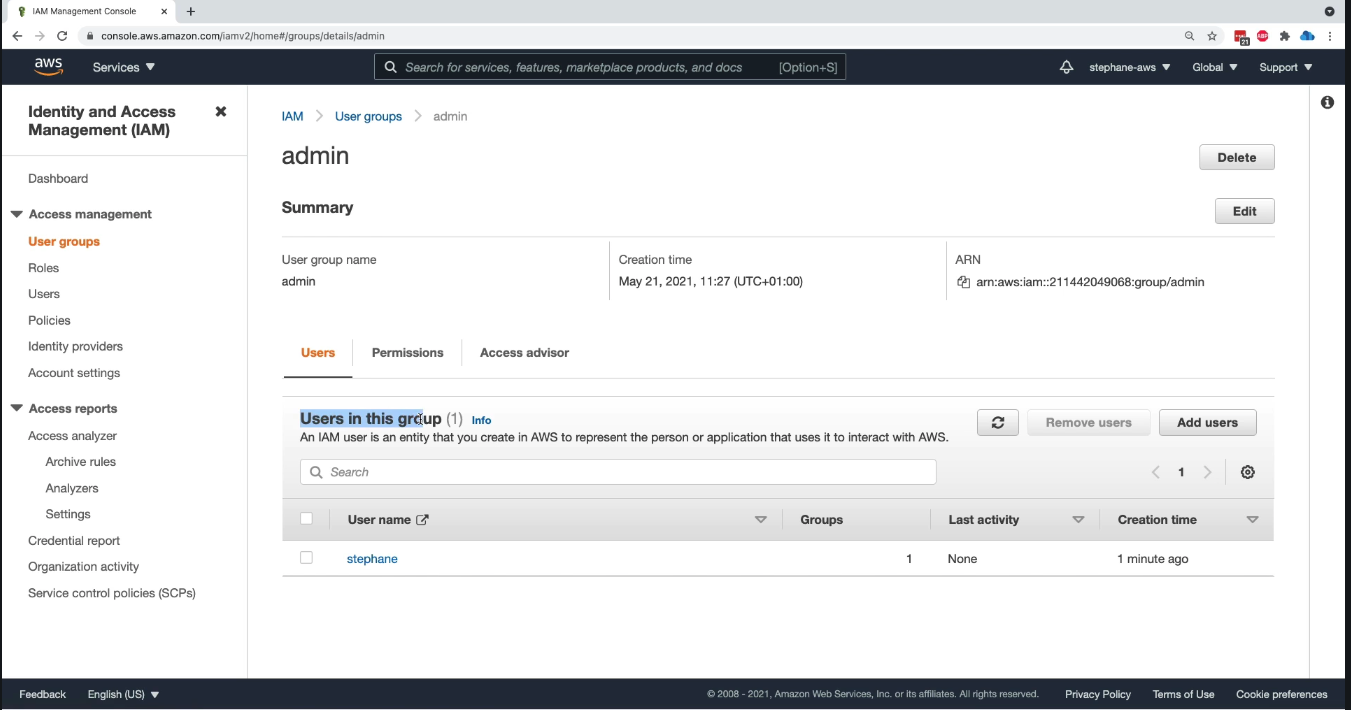 IAM Management Console
console.aws.amazon.com/iamv2/home#/groups/details/admin
21
ABP
aws
Services
Search for services, features, marketplace products, and docs
[Option+S]
stephane-aws
Global
Support
Identity and Access
Management (IAM)
Dashboard
Access management
User groups
Roles
Users
Policies
Identity providers
Account settings
Access reports
Access analyzer
Archive rules
Analyzers
Settings
Credential report
Organization activity
Service control policies (SCPs)
IAM > User groups > admin
admin
Delete
Summary
Edit
User group name
admin
Creation time
May 21, 2021, 11:27 (UTC+01:00)
ARN
arn:aws:iam::211442049068:group/admin
Users
Permissions
Access advisor
Users in this group (1) Info
An IAM user is an entity that you create in AWS to represent the person or application that uses it to interact with AWS.
Remove users
Add users
Search
1
User name
Groups
Last activity
Creation time
stephane
1
None
1 minute ago
Feedback
English (US)
© 2008 - 2021, Amazon Web Services, Inc. or its affiliates. All rights reserved.
Privacy Policy
Terms of Use
Cookie preferences